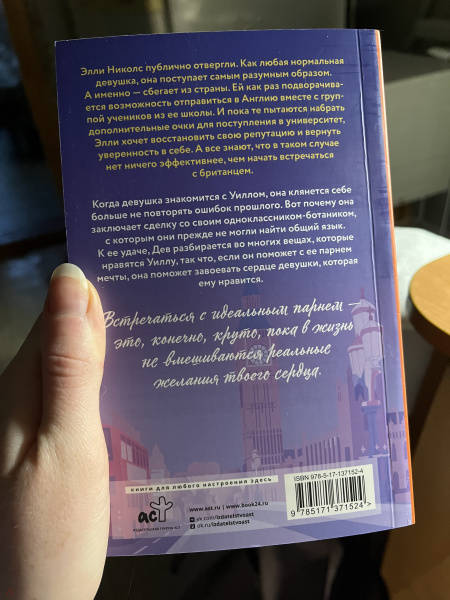 Элли Николс публично отвергли. Как любая нормальная
девушка, она поступает самым разумным образом.
А именно — сбегает из страны. Ей как раз подворачива-
ется возможность отправиться в Англию вместе с груп-
пой учеников из ее школы. И пока те пытаются набрать
дополнительные очки для поступления в университет,
Элли хочет восстановить свою репутацию и вернуть
уверенность в себе. А все знают, что в таком случае
нет ничего эффективнее, чем начать встречаться
с британцем.
Когда девушка знакомится с Уиллом, она клянется себе
больше не повторять ошибок прошлого. Вот почему она
заключает сделку со своим одноклассником-ботаником,
с которым они прежде не могли найти общий язык.
К ее удаче, Дев разбирается во многих вещах, которые
нравятся Уиллу, так что, если он поможет с ее парнем
мечты, она поможет завоевать сердце девушки, которая
ему нравится.
Встречаться с идеальным парнем —
это, конечно, круто, пока в жизнь
не вмешиваются реальные
желания твоего сердца.
книги для любого настроения здесь
аст
ИЗДАТЕЛЬСКАЯ ГРУППА АСТ
www.ast.ru | www.book24.ru
vk.com/izdatelstvoast
ok.ru/izdatelstvoast
ISBN 978-5-17-137152-4
9 785171 371524